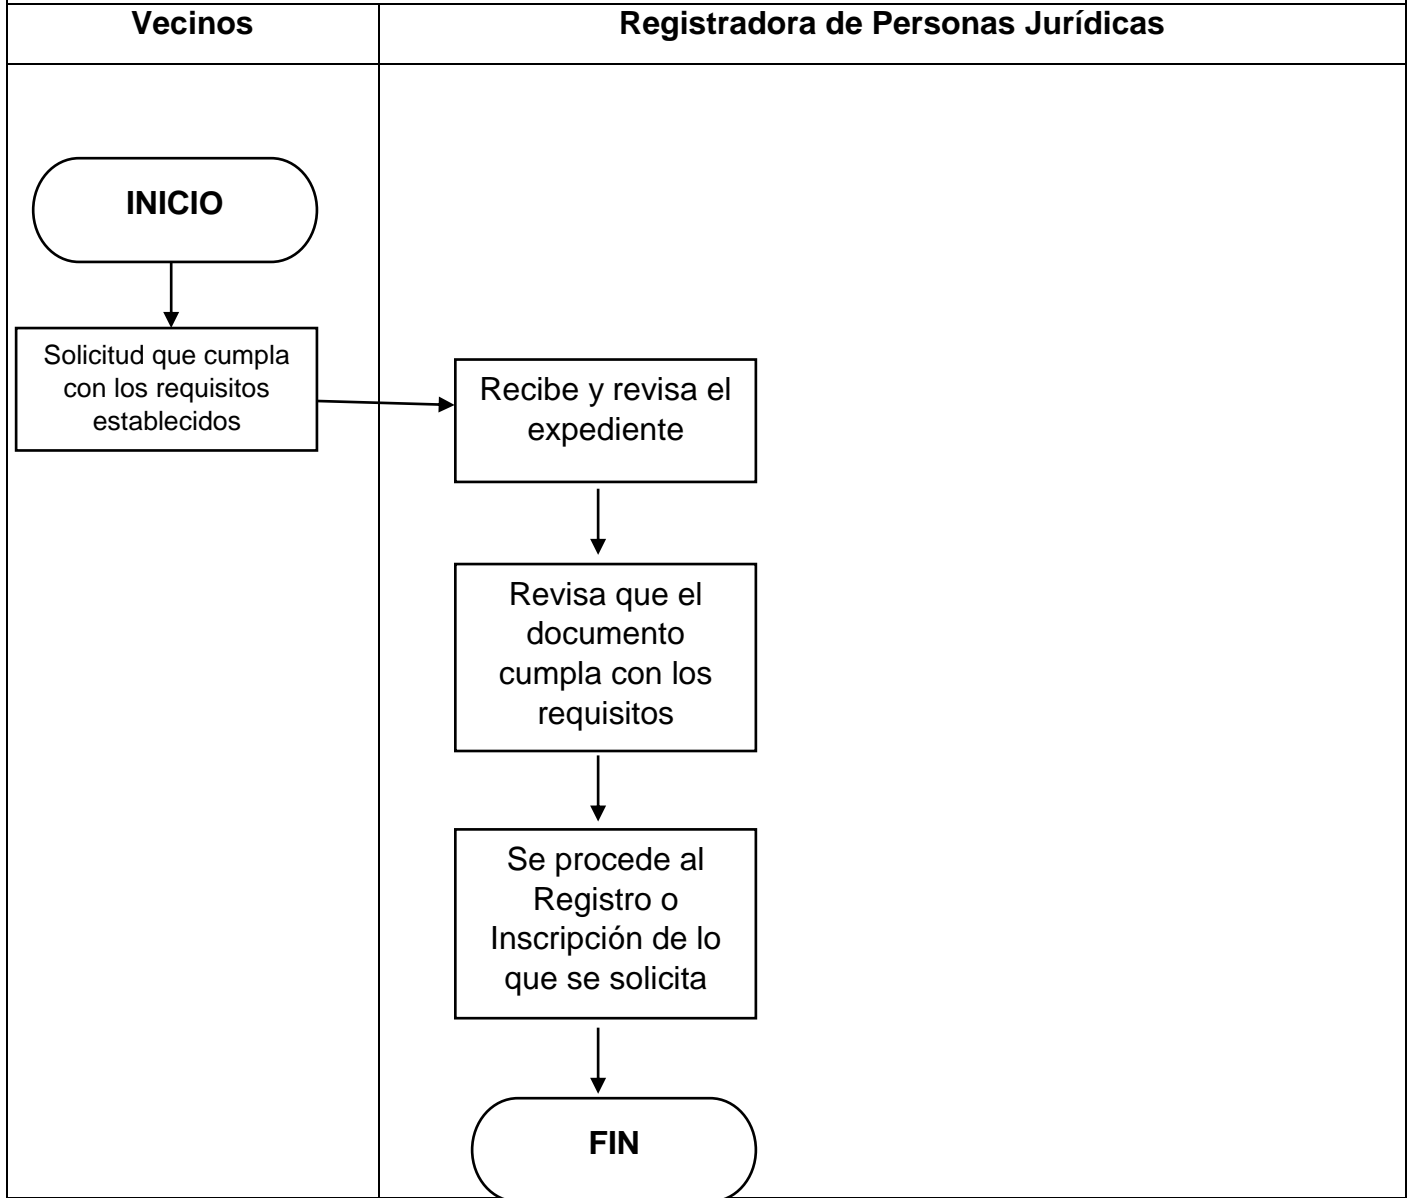 Vecinos
Registradora de Personas Jurídicas
INICIO
Solicitud que cumpla
con los requisitos
establecidos
Recibe y revisa el
expediente
Revisa que el
documento
cumpla con los
requisitos
Se procede al
Registro o
Inscripción de lo
que se solicita
FIN